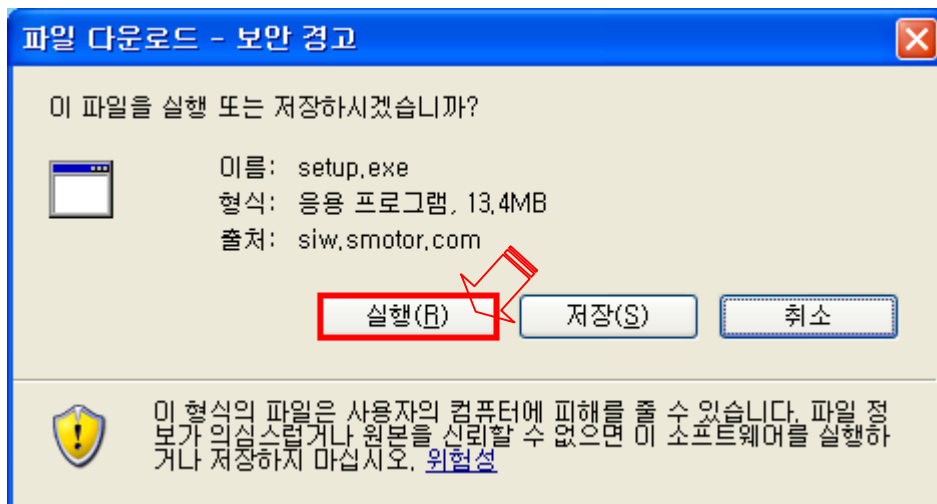 파일 다운로드 - 보안 경고
이 파일을 실행 또는 저장하시겠습니까?
이름: setup.exe
형식: 응용 프로그램, 13.4MB
출처: siw.smotor.com
실행(R) 저장(S) 취소
이 형식의 파일은 사용자의 컴퓨터에 피해를 줄 수 있습니다. 파일 정
보가 의심스럽거나 원본을 신뢰할 수 없으면 이 소프트웨어를 실행하
거나 저장하지 마십시오. 위험성